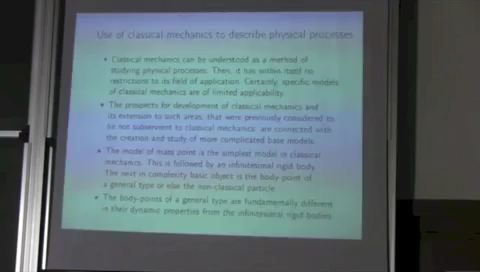 Use of classical mechanics to describe physical processes
• Classical mechanics can be understood as a method of
studying physical processes. Then, it has within itself no
restrictions to its field of application. Certainly, specific models
of classical mechanics are of limited applicability.
• The prospects for development of classical mechanics and
its extension to such areas, that were previously considered to
be not subservient to classical mechanics, are connected with
the creation and study of more complicated base models.
• The model of mass point is the simplest model in classical
mechanics. This is followed by an infinitesimal rigid body.
The next in complexity basic object is the body-point of
a general type or else the non-classical particle
• The body-points of a general type are fundamentally different
in their dynamic properties from the infinitesimal rigid bodies